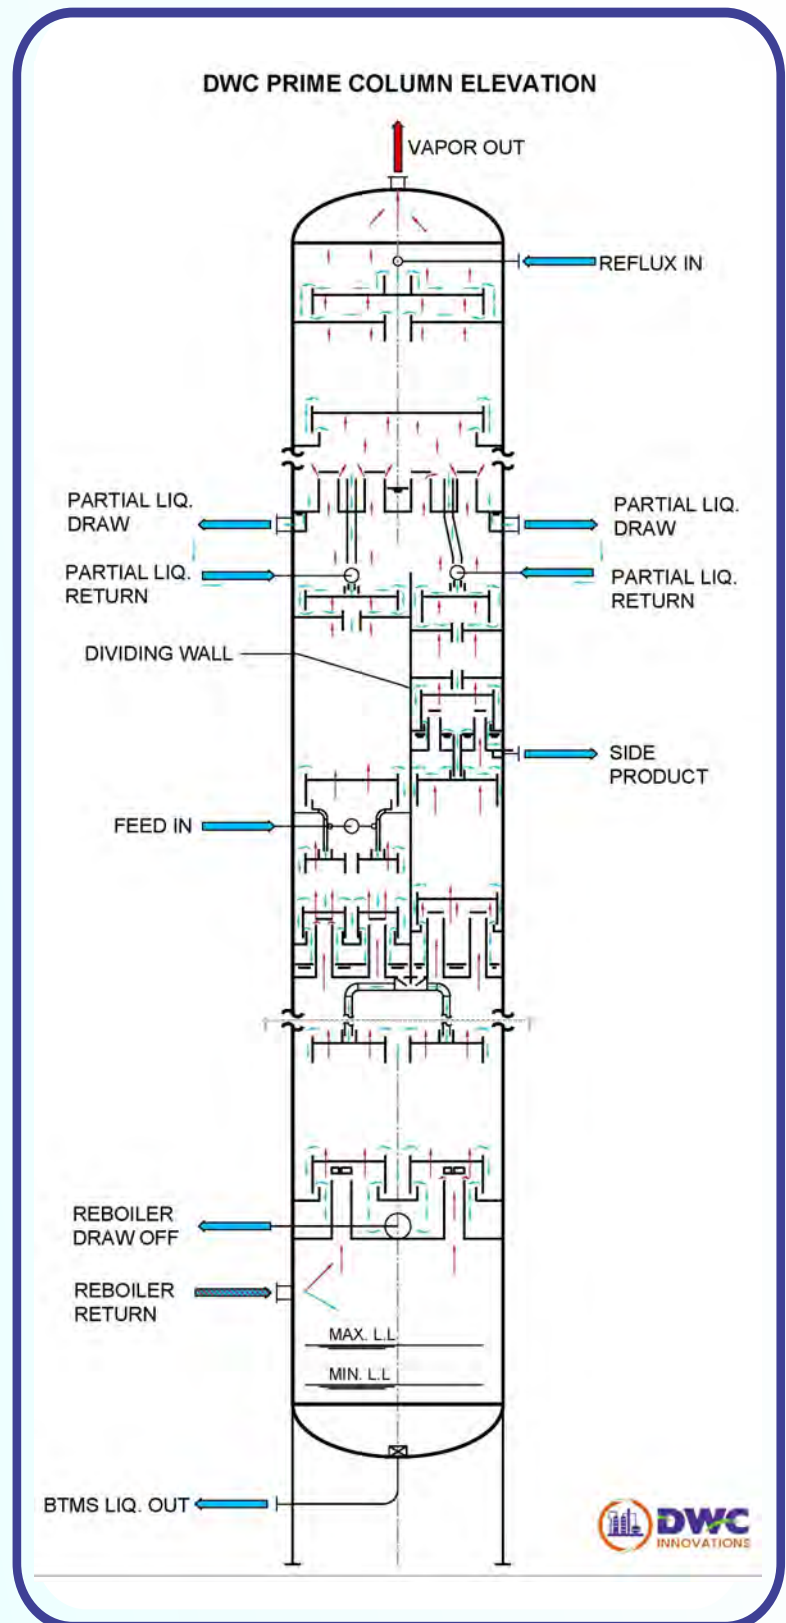 DWC PRIME COLUMN ELEVATION
VAPOR OUT
REFLUX IN
PARTIAL LIQ.
DRAW
PARTIAL LIQ.
DRAW
PARTIAL LIQ.
RETURN
PARTIAL LIQ.
RETURN
DIVIDING WALL
SIDE
PRODUCT
FEED IN
REBOILER
DRAW OFF
REBOILER
RETURN
MAX. L.L
MIN. L.L
BTMS LIQ. OUT
DWC
INNOVATIONS